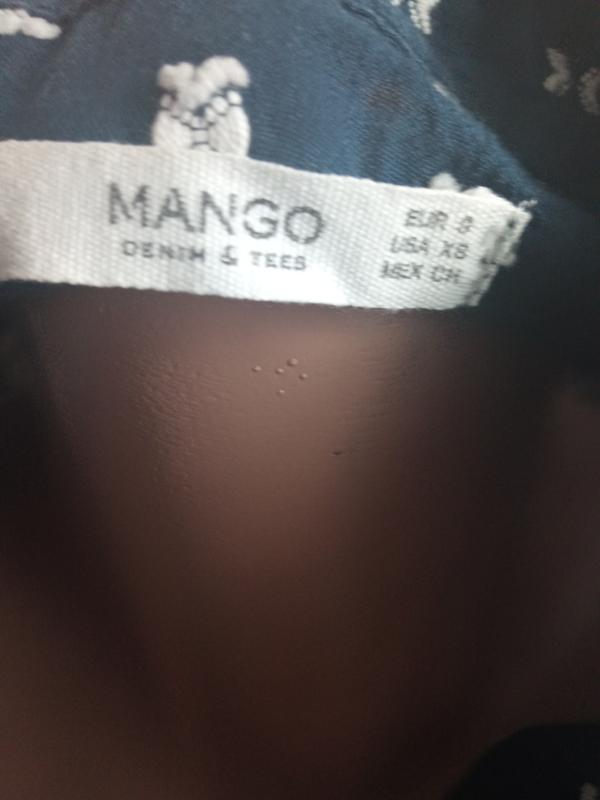 MANGO
DENIM & TEES
EUR S
USA XS
MEX CH